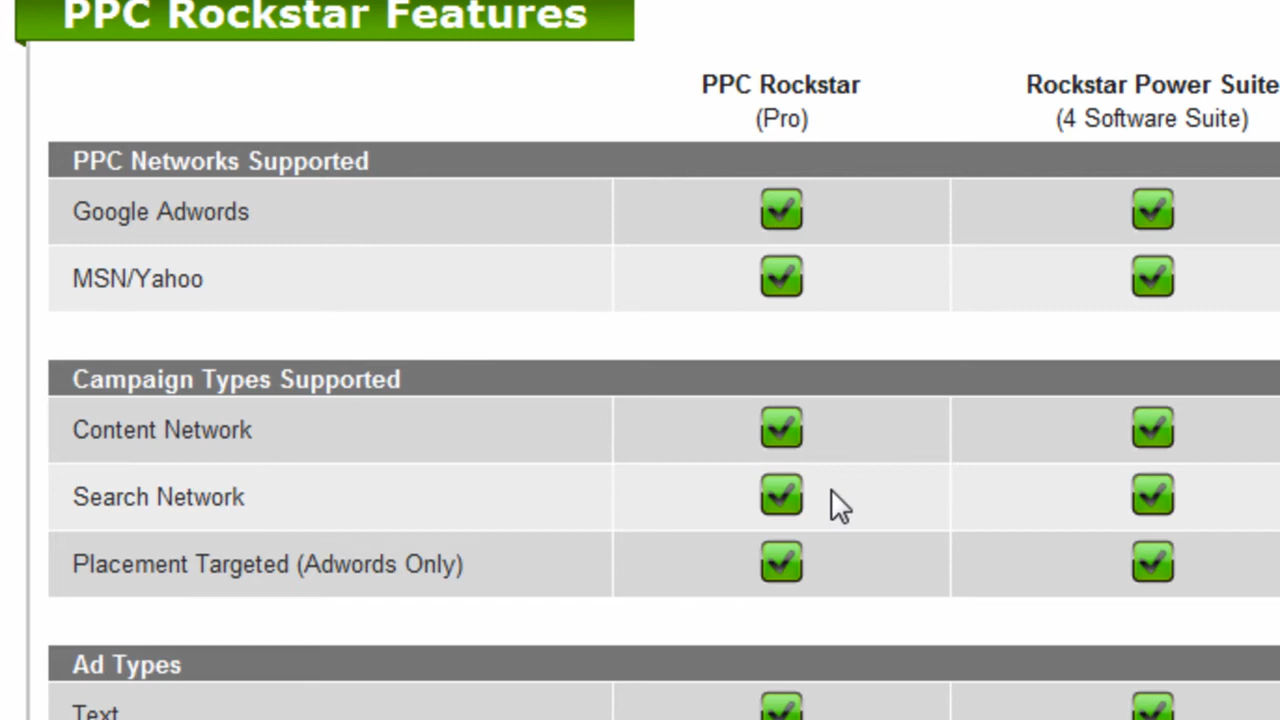 PPC Rockstar Features
PPC Rockstar
(Pro)
Rockstar Power Suite
(4 Software Suite)
PPC Networks Supported
Google Adwords
MSN/Yahoo
Campaign Types Supported
Content Network
Search Network
Placement Targeted (Adwords Only)
Ad Types
Text